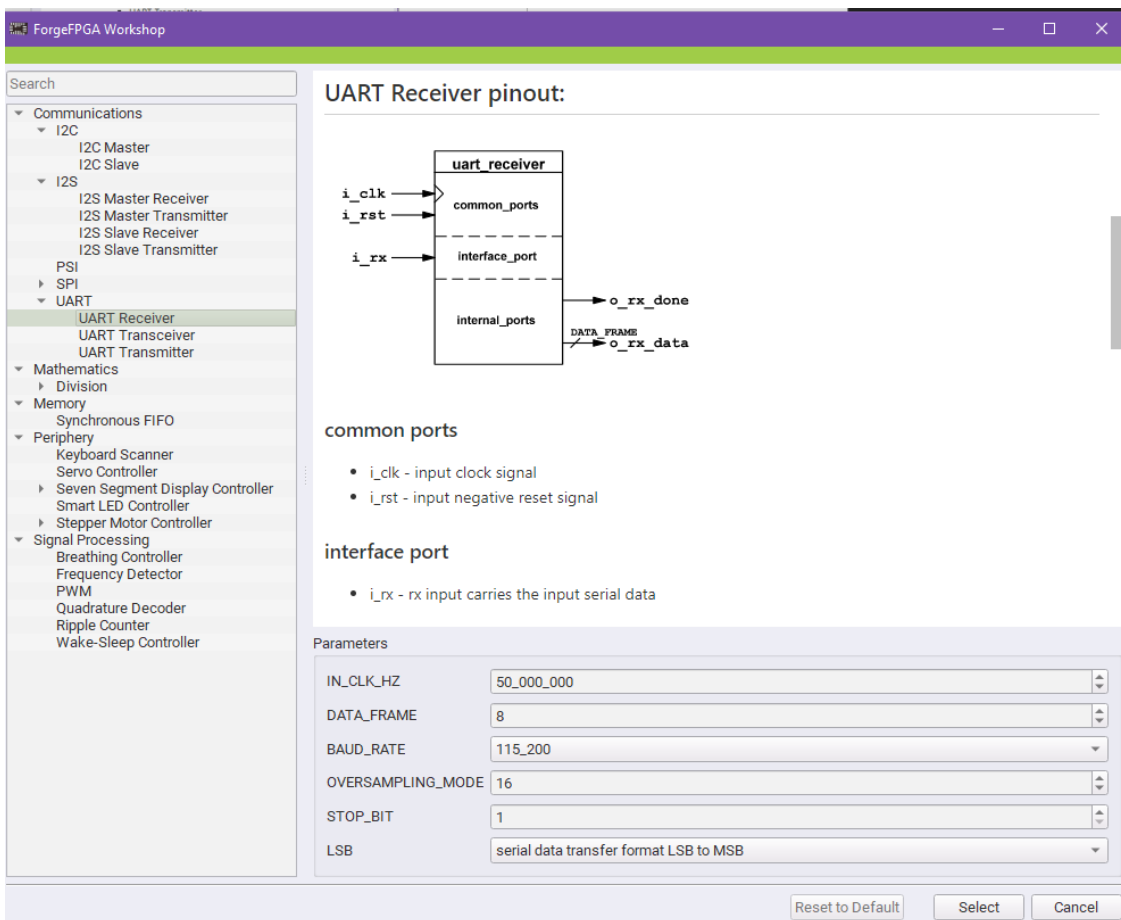 UART Transmitter
ForgeFPGA Workshop
Search
Communications
I2C
I2C Master
I2C Slave
I2S
I2S Master Receiver
I2S Master Transmitter
I2S Slave Receiver
I2S Slave Transmitter
PSI
SPI
UART
UART Receiver
UART Transceiver
UART Transmitter
Mathematics
Division
Memory
Synchronous FIFO
Periphery
Keyboard Scanner
Servo Controller
Seven Segment Display Controller
Smart LED Controller
Stepper Motor Controller
Signal Processing
Breathing Controller
Frequency Detector
PWM
Quadrature Decoder
Ripple Counter
Wake-Sleep Controller
UART Receiver pinout:
uart_receiver
i_clk
common_ports
i_rst
i_rx
interface_port
o_rx_done
internal_ports
DATA_FRAME
o_rx_data
common ports
• i_clk - input clock signal
• i_rst - input negative reset signal
interface port
• i_rx - rx input carries the input serial data
Parameters
IN_CLK_HZ 50_000_000
DATA_FRAME 8
BAUD_RATE 115_200
OVERSAMPLING_MODE 16
STOP_BIT 1
LSB serial data transfer format LSB to MSB
Reset to Default Select Cancel